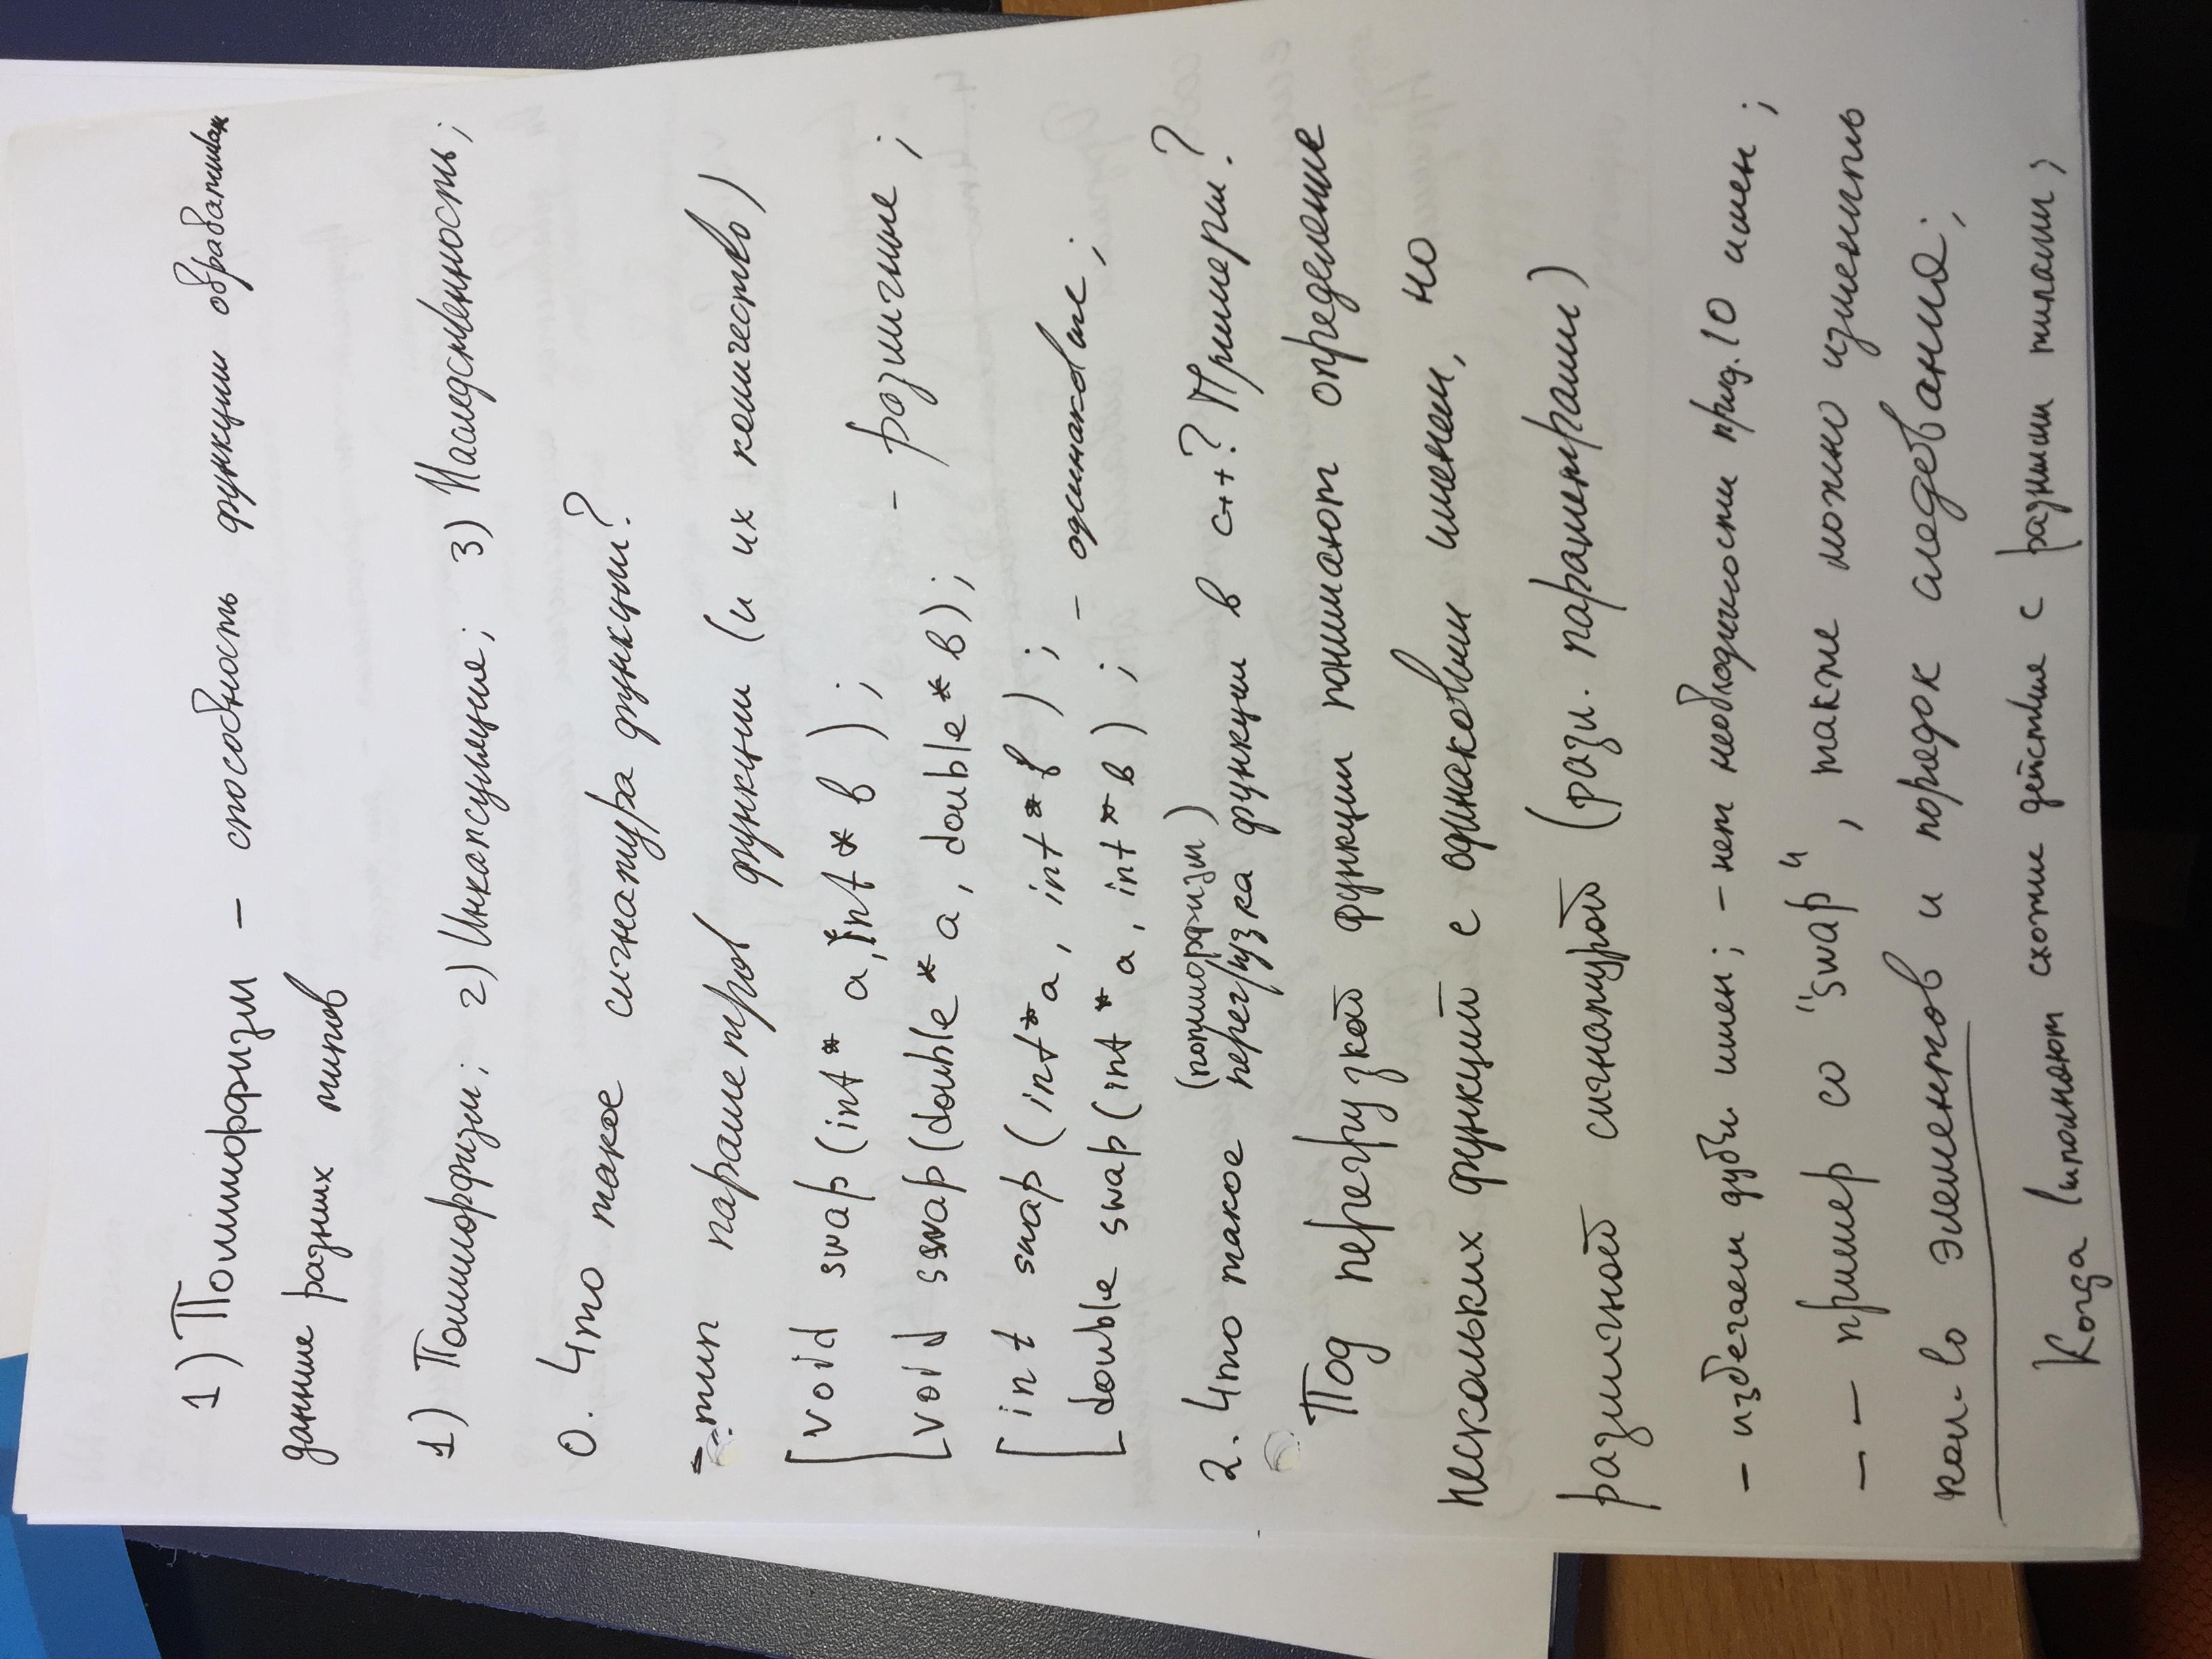 1) Полиморфизм – способность функции обрабатывать
данные разных типов
1) Полиморфизм; 2) Инкапсуляция; 3) Наследственность;
0. Что такое сигнатура функции?
- тип параметров функции (и их количество)
void swap (int* a, int* b );
void swap (double* a, double* b); - различные;
int swap ( int* a, int* b ) ;
double swap (int* a, int* b ) ; - одинаковые;
(полиморфизм)
2. Что такое перегрузка функции в c++? Примеры?
Под перегрузкой функции понимают определение
нескольких функций с одинаковым именем, но
различной сигнатурой (разл. параметрами)
– избегаем дубл. имен; – нет необходимости прид. 10 имен ;
– – пример со "swap", также можно изменить
кол-во элементов и порядок следования;
Когда выполняют схожие действия с разными типами;